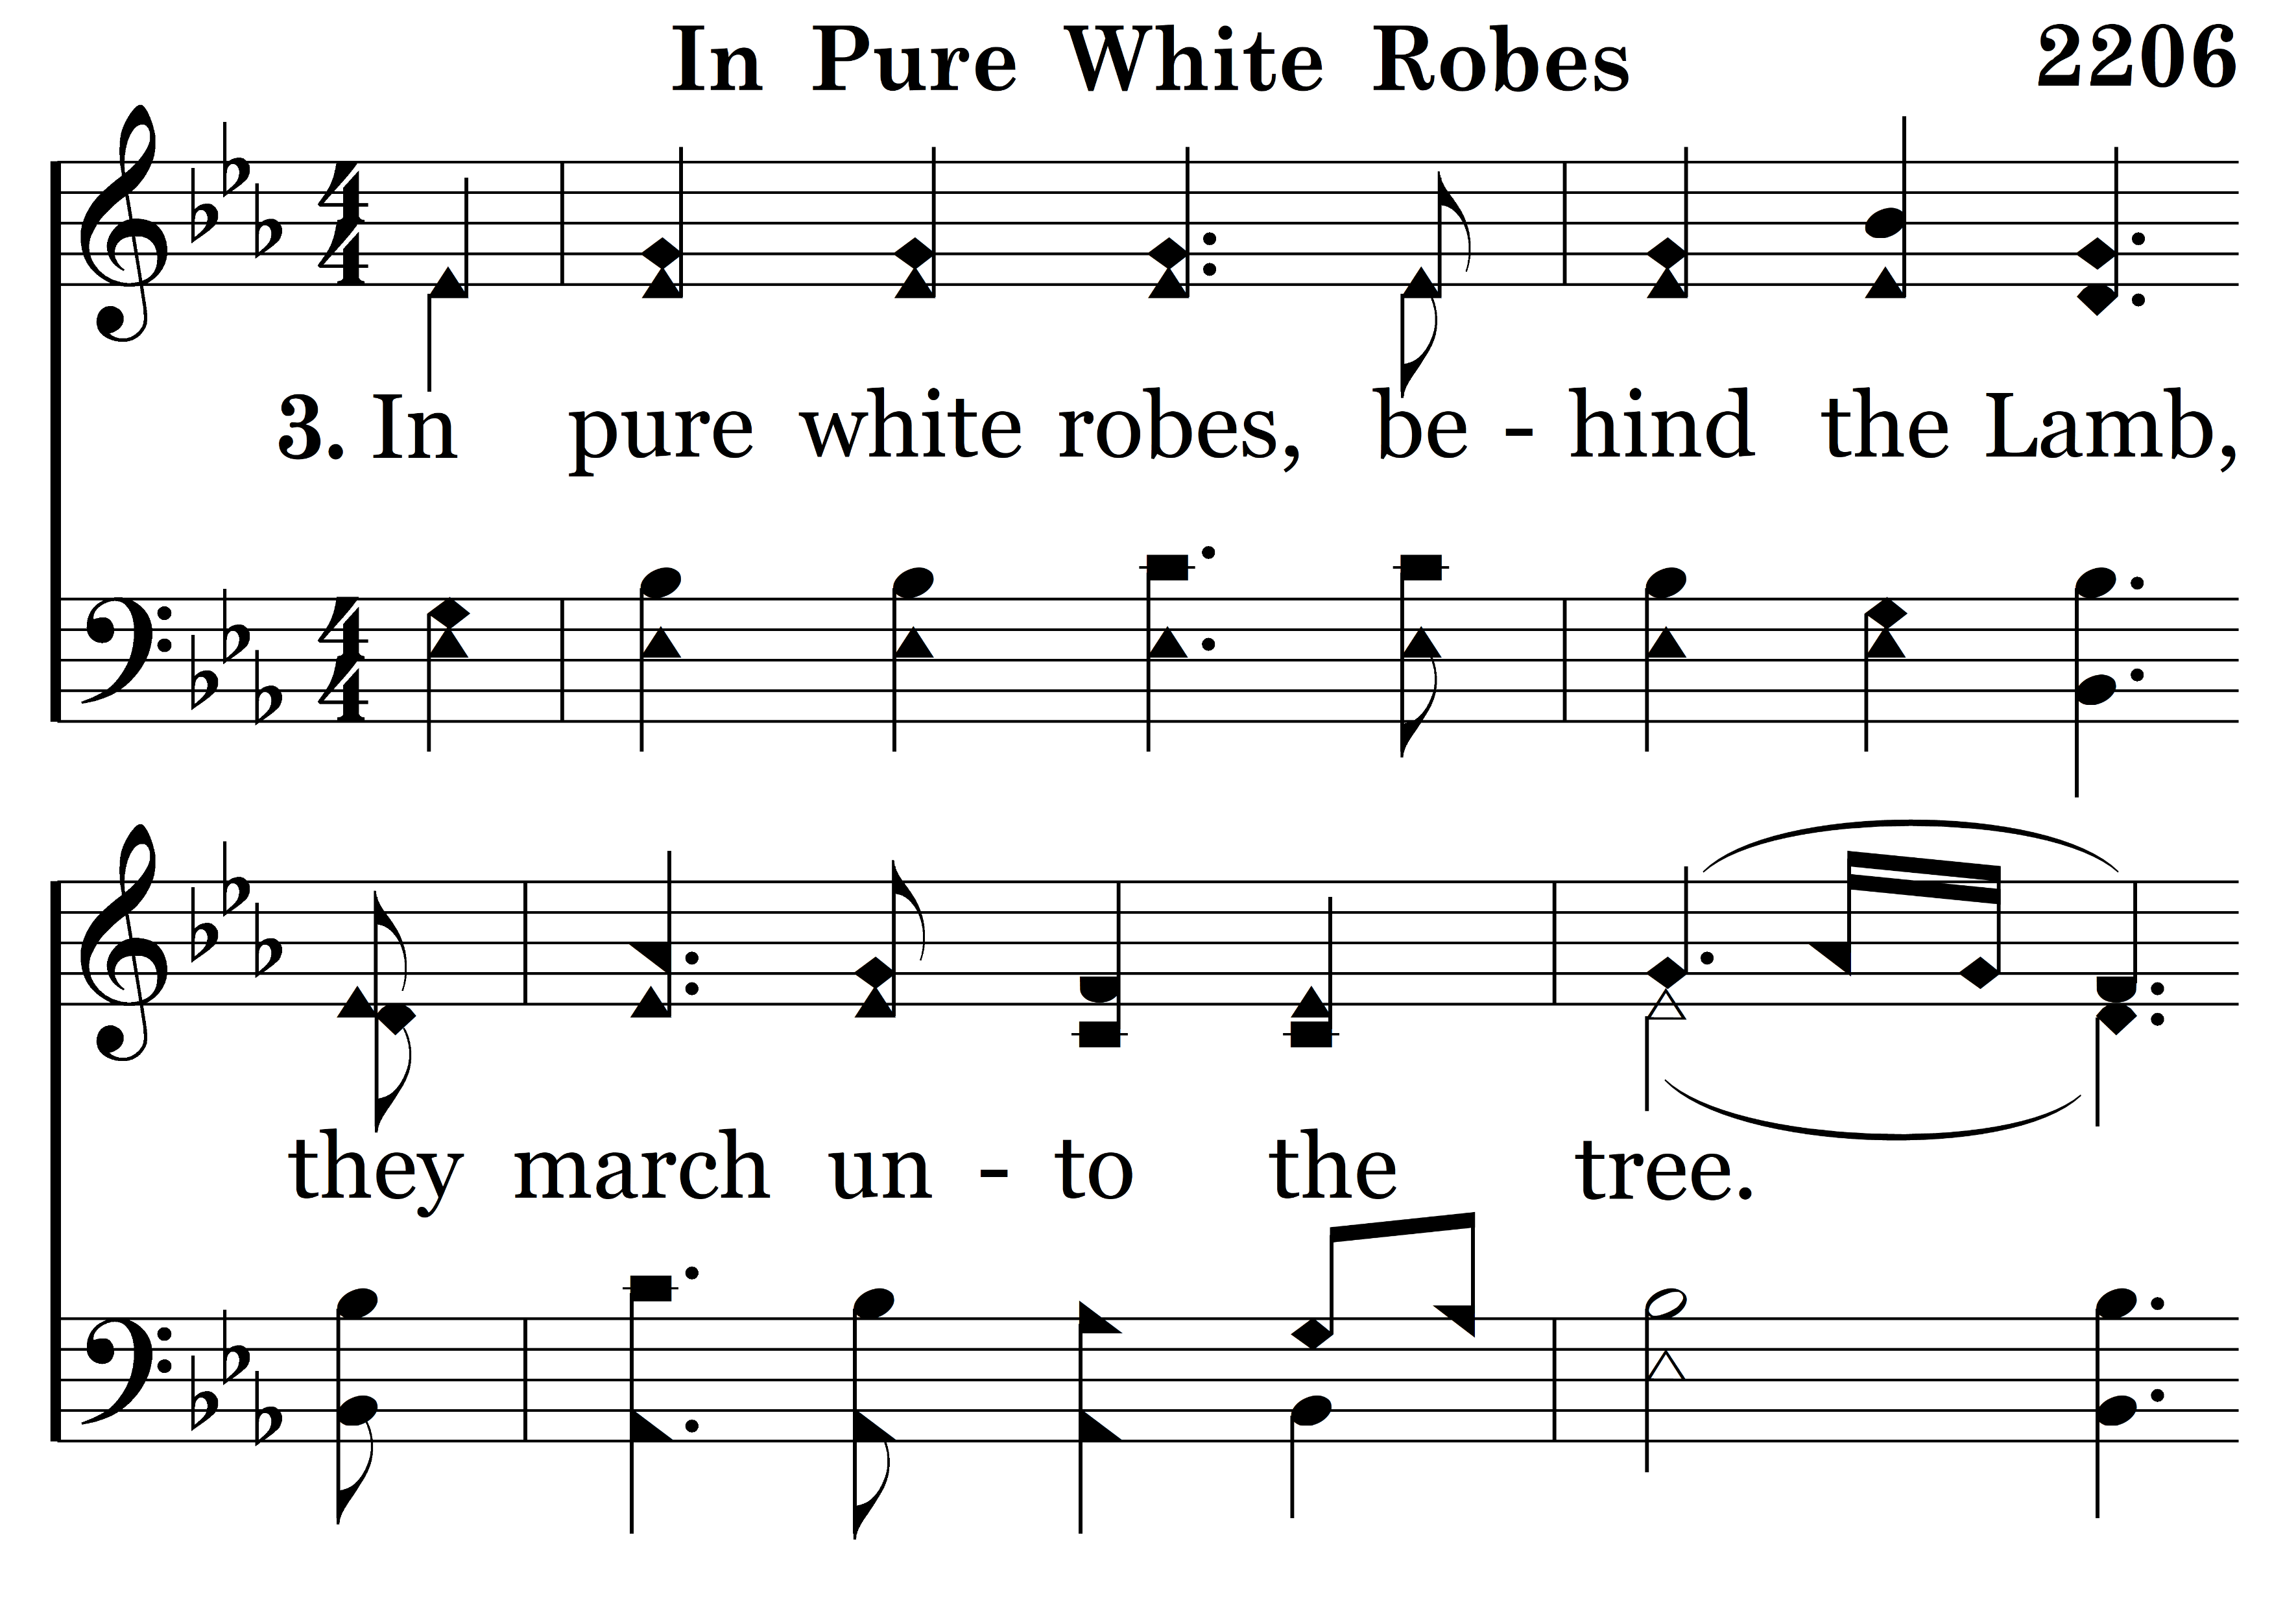 In Pure White Robes 2206
3. In pure white robes, be - hind the Lamb,
they march un - to the tree.